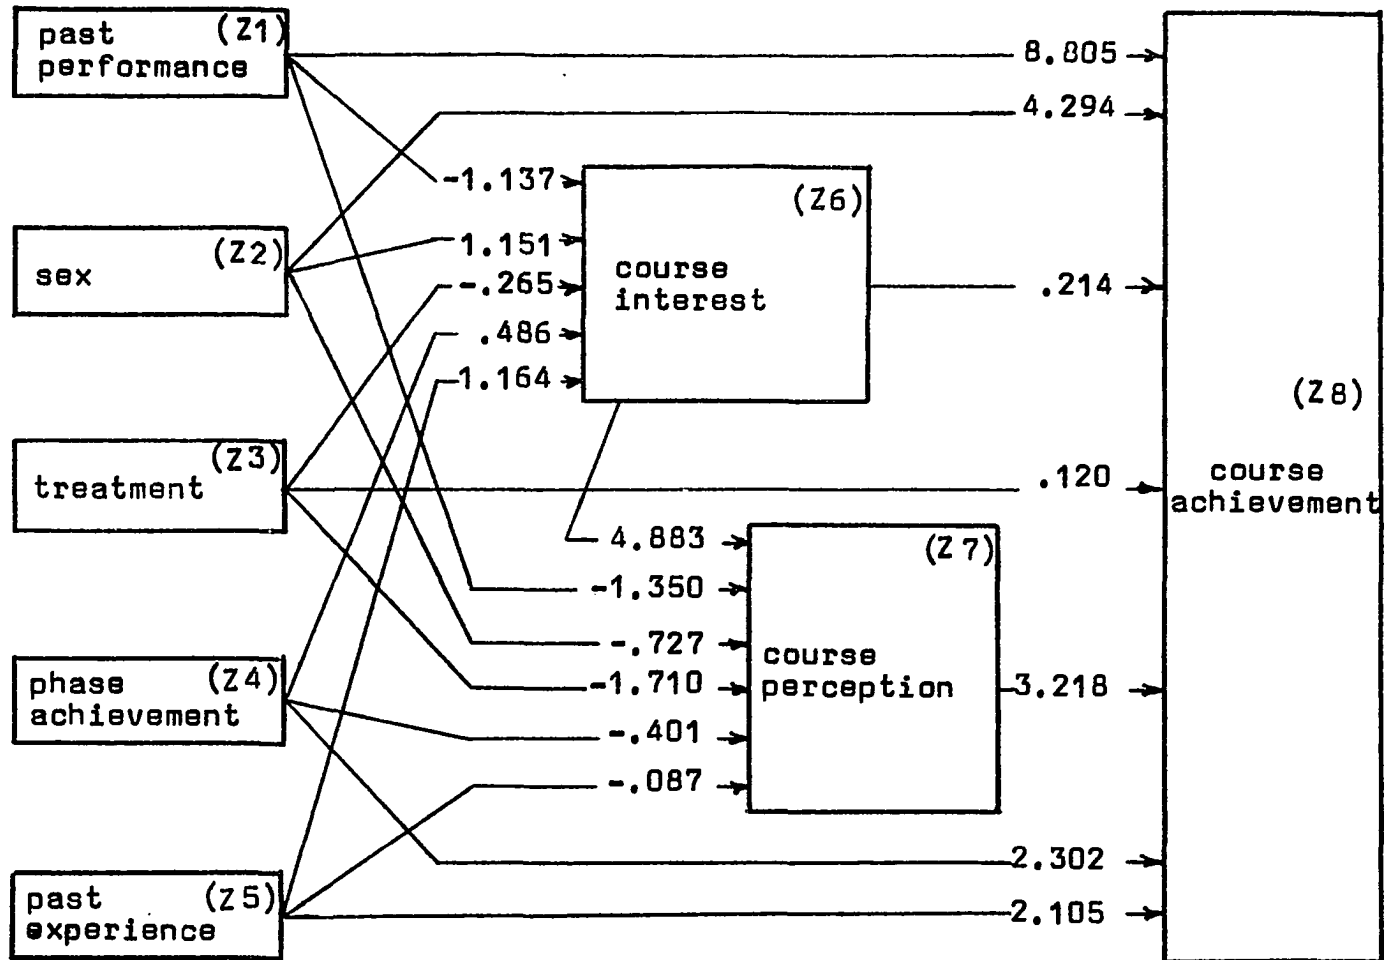 past (Z1)
performance
8.805
4.294
-1.137
(Z6)
sex (Z2)
1.151
course
interest
-.265
.214
.486
1.164
(Z8)
treatment (Z3)
.120
course
achievement
4.883
(Z7)
-1.350
-.727
course
perception
-1.710
3.218
phase (Z4)
achievement
-.401
-.087
2.302
past (Z5)
experience
2.105